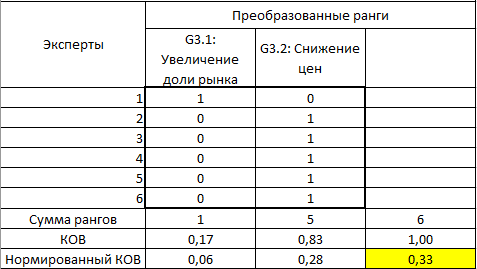 Эксперты
Преобразованные ранги
G3.1:
Увеличение
доли рынка
G3.2: Снижение
цен
1 1 0
2 0 1
3 0 1
4 0 1
5 0 1
6 0 1
Сумма рангов 1 5 6
КОВ 0,17 0,83 1,00
Нормированный КОВ 0,06 0,28 0,33